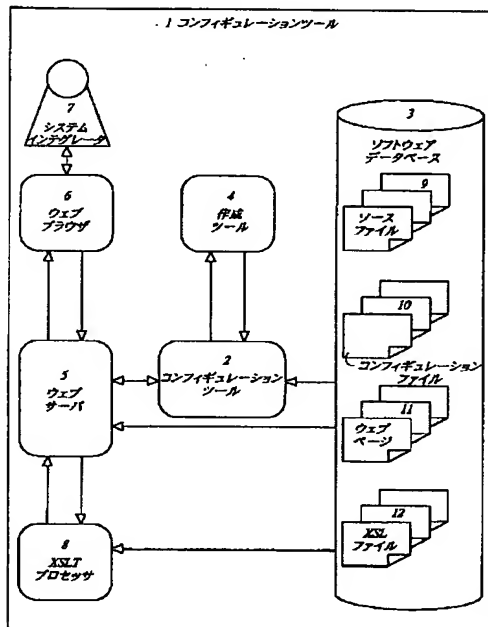 1 コンフィギュレーションツール
7
システム
インテグレータ
6
ウェブ
ブラウザ
4
作成
ツール
5
ウェブ
サーバ
2
コンフィギュレーション
ツール
8
XSLT
プロセッサ
3
ソフトウェア
データベース
9
ソース
ファイル
10
コンフィギュレーション
ファイル
11
ウェブ
ページ
12
XSL
ファイル